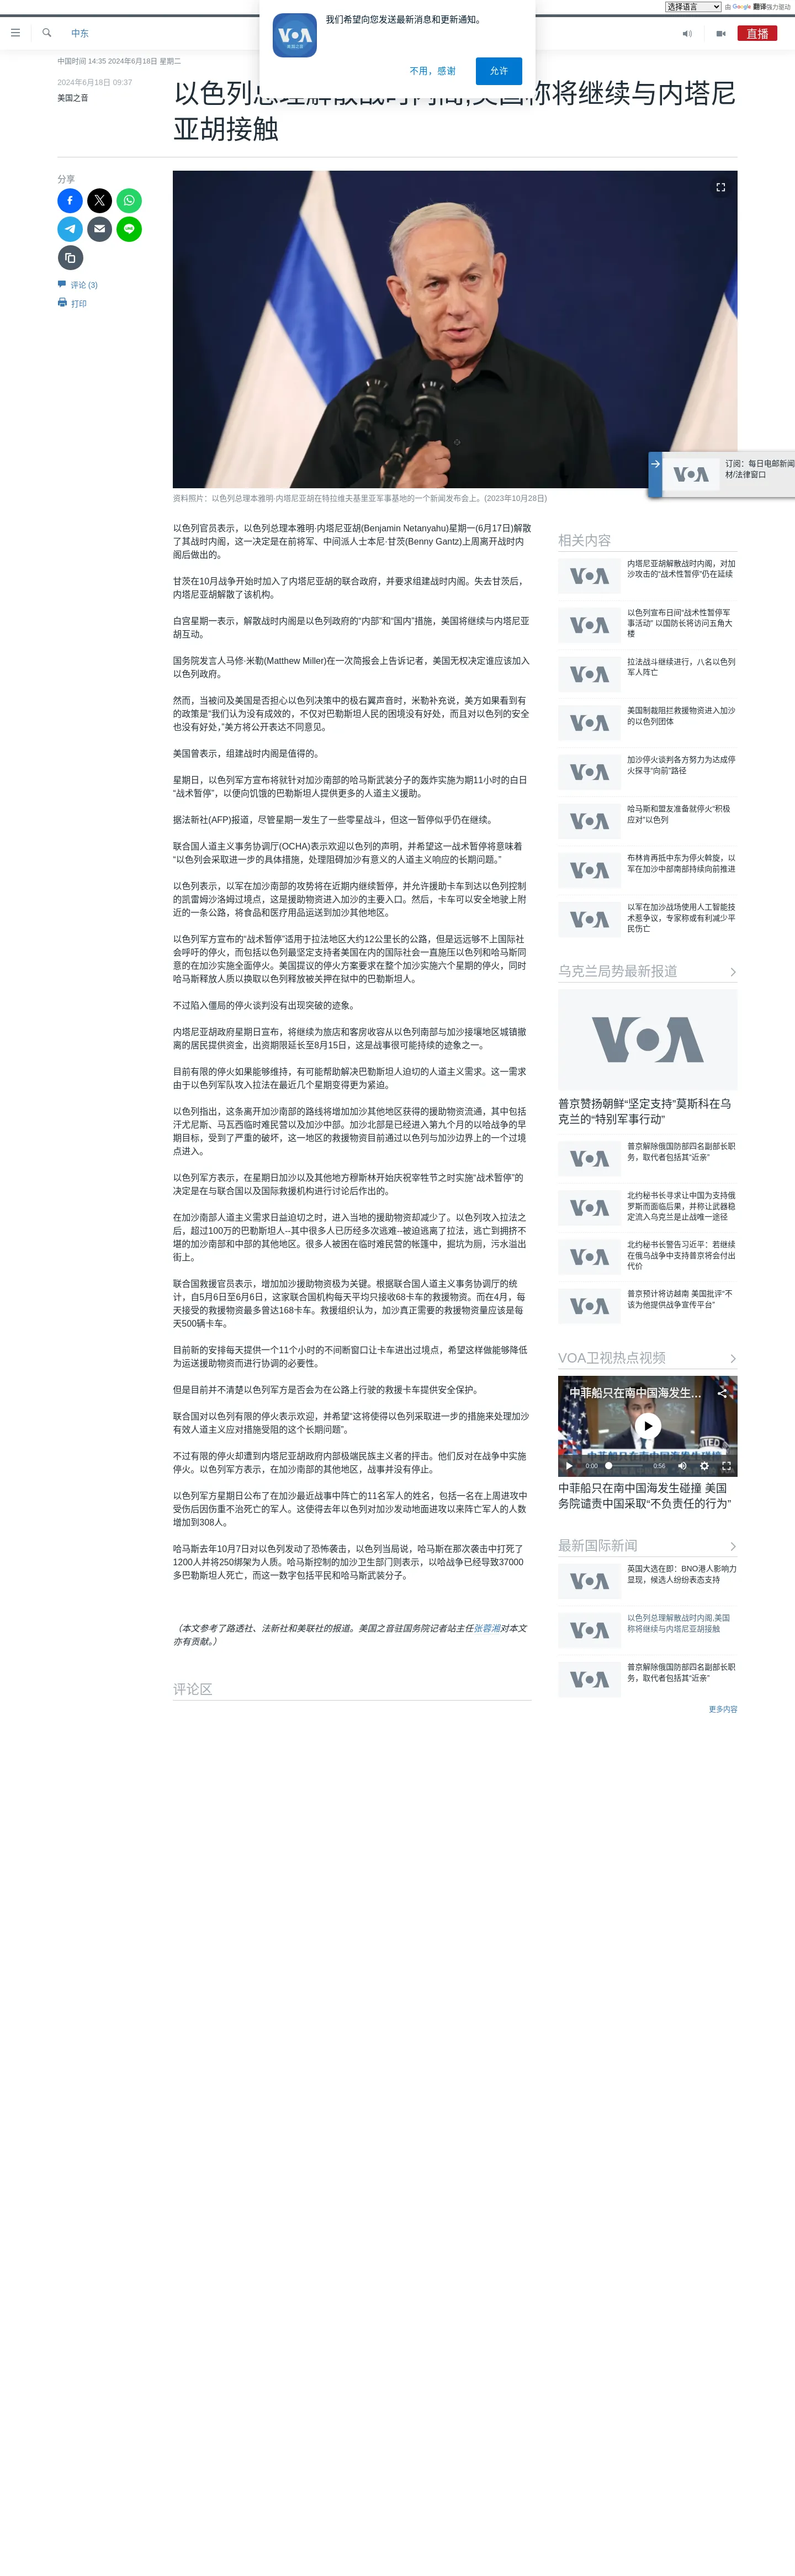 选择语言
由 Google 翻译强力驱动
我们希望向您发送最新消息和更新通知。
不用，感谢
允许
VOA
美国之音
中东
直播
中国时间 14:35 2024年6月18日 星期二
2024年6月18日 09:37
美国之音
以色列总理解散战时内阁,美国称将继续与内塔尼
亚胡接触
分享
评论 (3)
打印
资料照片：以色列总理本雅明·内塔尼亚胡在特拉维夫基里亚军事基地的一个新闻发布会上。(2023年10月28日)
VOA
订阅：每日电邮新闻
材/法律窗口
以色列官员表示，以色列总理本雅明·内塔尼亚胡(Benjamin Netanyahu)星期一(6月17日)解散
了其战时内阁，这一决定是在前将军、中间派人士本尼·甘茨(Benny Gantz)上周离开战时内
阁后做出的。
甘茨在10月战争开始时加入了内塔尼亚胡的联合政府，并要求组建战时内阁。失去甘茨后，
内塔尼亚胡解散了该机构。
白宫星期一表示，解散战时内阁是以色列政府的“内部”和“国内”措施，美国将继续与内塔尼亚
胡互动。
国务院发言人马修·米勒(Matthew Miller)在一次简报会上告诉记者，美国无权决定谁应该加入
以色列政府。
然而，当被问及美国是否担心以色列决策中的极右翼声音时，米勒补充说，美方如果看到有
的政策是“我们认为没有成效的，不仅对巴勒斯坦人民的困境没有好处，而且对以色列的安全
也没有好处，”美方将公开表达不同意见。
美国曾表示，组建战时内阁是值得的。
星期日，以色列军方宣布将就针对加沙南部的哈马斯武装分子的轰炸实施为期11小时的白日
“战术暂停”，以便向饥饿的巴勒斯坦人提供更多的人道主义援助。
据法新社(AFP)报道，尽管星期一发生了一些零星战斗，但这一暂停似乎仍在继续。
联合国人道主义事务协调厅(OCHA)表示欢迎以色列的声明，并希望这一战术暂停将意味着
“以色列会采取进一步的具体措施，处理阻碍加沙有意义的人道主义响应的长期问题。”
以色列表示，以军在加沙南部的攻势将在近期内继续暂停，并允许援助卡车到达以色列控制
的凯雷姆沙洛姆过境点，这是援助物资进入加沙的主要入口。然后，卡车可以安全地驶上附
近的一条公路，将食品和医疗用品运送到加沙其他地区。
以色列军方宣布的“战术暂停”适用于拉法地区大约12公里长的公路，但是远远够不上国际社
会呼吁的停火，而包括以色列最坚定支持者美国在内的国际社会一直施压以色列和哈马斯同
意的在加沙实施全面停火。美国提议的停火方案要求在整个加沙实施六个星期的停火，同时
哈马斯释放人质以换取以色列释放被关押在狱中的巴勒斯坦人。
不过陷入僵局的停火谈判没有出现突破的迹象。
内塔尼亚胡政府星期日宣布，将继续为旅店和客房收容从以色列南部与加沙接壤地区城镇撤
离的居民提供资金，出资期限延长至8月15日，这是战事很可能持续的迹象之一。
目前有限的停火如果能够维持，有可能帮助解决巴勒斯坦人迫切的人道主义需求。这一需求
由于以色列军队攻入拉法在最近几个星期变得更为紧迫。
以色列指出，这条离开加沙南部的路线将增加加沙其他地区获得的援助物资流通，其中包括
汗尤尼斯、马瓦西临时难民营以及加沙中部。加沙北部是已经进入第九个月的以哈战争的早
期目标，受到了严重的破坏，这一地区的救援物资目前通过以色列与加沙边界上的一个过境
点进入。
以色列军方表示，在星期日加沙以及其他地方穆斯林开始庆祝宰牲节之时实施“战术暂停”的
决定是在与联合国以及国际救援机构进行讨论后作出的。
在加沙南部人道主义需求日益迫切之时，进入当地的援助物资却减少了。以色列攻入拉法之
后，超过100万的巴勒斯坦人--其中很多人已历经多次逃难--被迫逃离了拉法，逃亡到拥挤不
堪的加沙南部和中部的其他地区。很多人被困在临时难民营的帐篷中，掘坑为厕，污水溢出
街上。
联合国救援官员表示，增加加沙援助物资极为关键。根据联合国人道主义事务协调厅的统
计，自5月6日至6月6日，这家联合国机构每天平均只接收68卡车的救援物资。而在4月，每
天接受的救援物资最多曾达168卡车。救援组织认为，加沙真正需要的救援物资量应该是每
天500辆卡车。
目前新的安排每天提供一个11个小时的不间断窗口让卡车进出过境点，希望这样做能够降低
为运送援助物资而进行协调的必要性。
但是目前并不清楚以色列军方是否会为在公路上行驶的救援卡车提供安全保护。
联合国对以色列有限的停火表示欢迎，并希望“这将使得以色列采取进一步的措施来处理加沙
有效人道主义应对措施受阻的这个长期问题”。
不过有限的停火却遭到内塔尼亚胡政府内部极端民族主义者的抨击。他们反对在战争中实施
停火。以色列军方表示，在加沙南部的其他地区，战事并没有停止。
以色列军方星期日公布了在加沙最近战事中阵亡的11名军人的姓名，包括一名在上周进攻中
受伤后因伤重不治死亡的军人。这使得去年以色列对加沙发动地面进攻以来阵亡军人的人数
增加到308人。
哈马斯去年10月7日对以色列发动了恐怖袭击，以色列当局说，哈马斯在那次袭击中打死了
1200人并将250绑架为人质。哈马斯控制的加沙卫生部门则表示，以哈战争已经导致37000
多巴勒斯坦人死亡，而这一数字包括平民和哈马斯武装分子。
（本文参考了路透社、法新社和美联社的报道。美国之音驻国务院记者站主任张蓉湘对本文
亦有贡献。）
评论区
相关内容
VOA
内塔尼亚胡解散战时内阁，对加
沙攻击的“战术性暂停”仍在延续
VOA
以色列宣布日间“战术性暂停军
事活动” 以国防长将访问五角大
楼
VOA
拉法战斗继续进行，八名以色列
军人阵亡
VOA
美国制裁阻拦救援物资进入加沙
的以色列团体
VOA
加沙停火谈判各方努力为达成停
火探寻“向前”路径
VOA
哈马斯和盟友准备就停火“积极
应对”以色列
VOA
布林肯再抵中东为停火斡旋，以
军在加沙中部南部持续向前推进
VOA
以军在加沙战场使用人工智能技
术惹争议，专家称或有利减少平
民伤亡
乌克兰局势最新报道
VOA
普京赞扬朝鲜“坚定支持”莫斯科在乌
克兰的“特别军事行动”
VOA
普京解除俄国防部四名副部长职
务，取代者包括其“近亲”
VOA
北约秘书长寻求让中国为支持俄
罗斯而面临后果，并称让武器稳
定流入乌克兰是止战唯一途径
VOA
北约秘书长警告习近平：若继续
在俄乌战争中支持普京将会付出
代价
VOA
普京预计将访越南 美国批评“不
该为他提供战争宣传平台”
VOA卫视热点视频
中菲船只在南中国海发生...
0:00
0:56
中菲船只在南中国海发生碰撞 美国
务院谴责中国采取“不负责任的行为”
最新国际新闻
VOA
英国大选在即：BNO港人影响力
显现，候选人纷纷表态支持
VOA
以色列总理解散战时内阁,美国
称将继续与内塔尼亚胡接触
VOA
普京解除俄国防部四名副部长职
务，取代者包括其“近亲”
更多内容